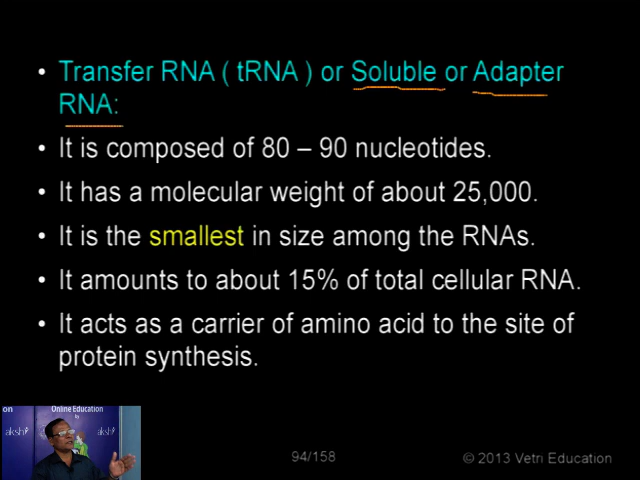 • Transfer RNA ( tRNA ) or Soluble or Adapter
RNA:
• It is composed of 80 – 90 nucleotides.
• It has a molecular weight of about 25,000.
• It is the smallest in size among the RNAs.
• It amounts to about 15% of total cellular RNA.
• It acts as a carrier of amino acid to the site of
protein synthesis.
on
Online Education
by
aksh
aksh
94/158
© 2013 Vetri Education